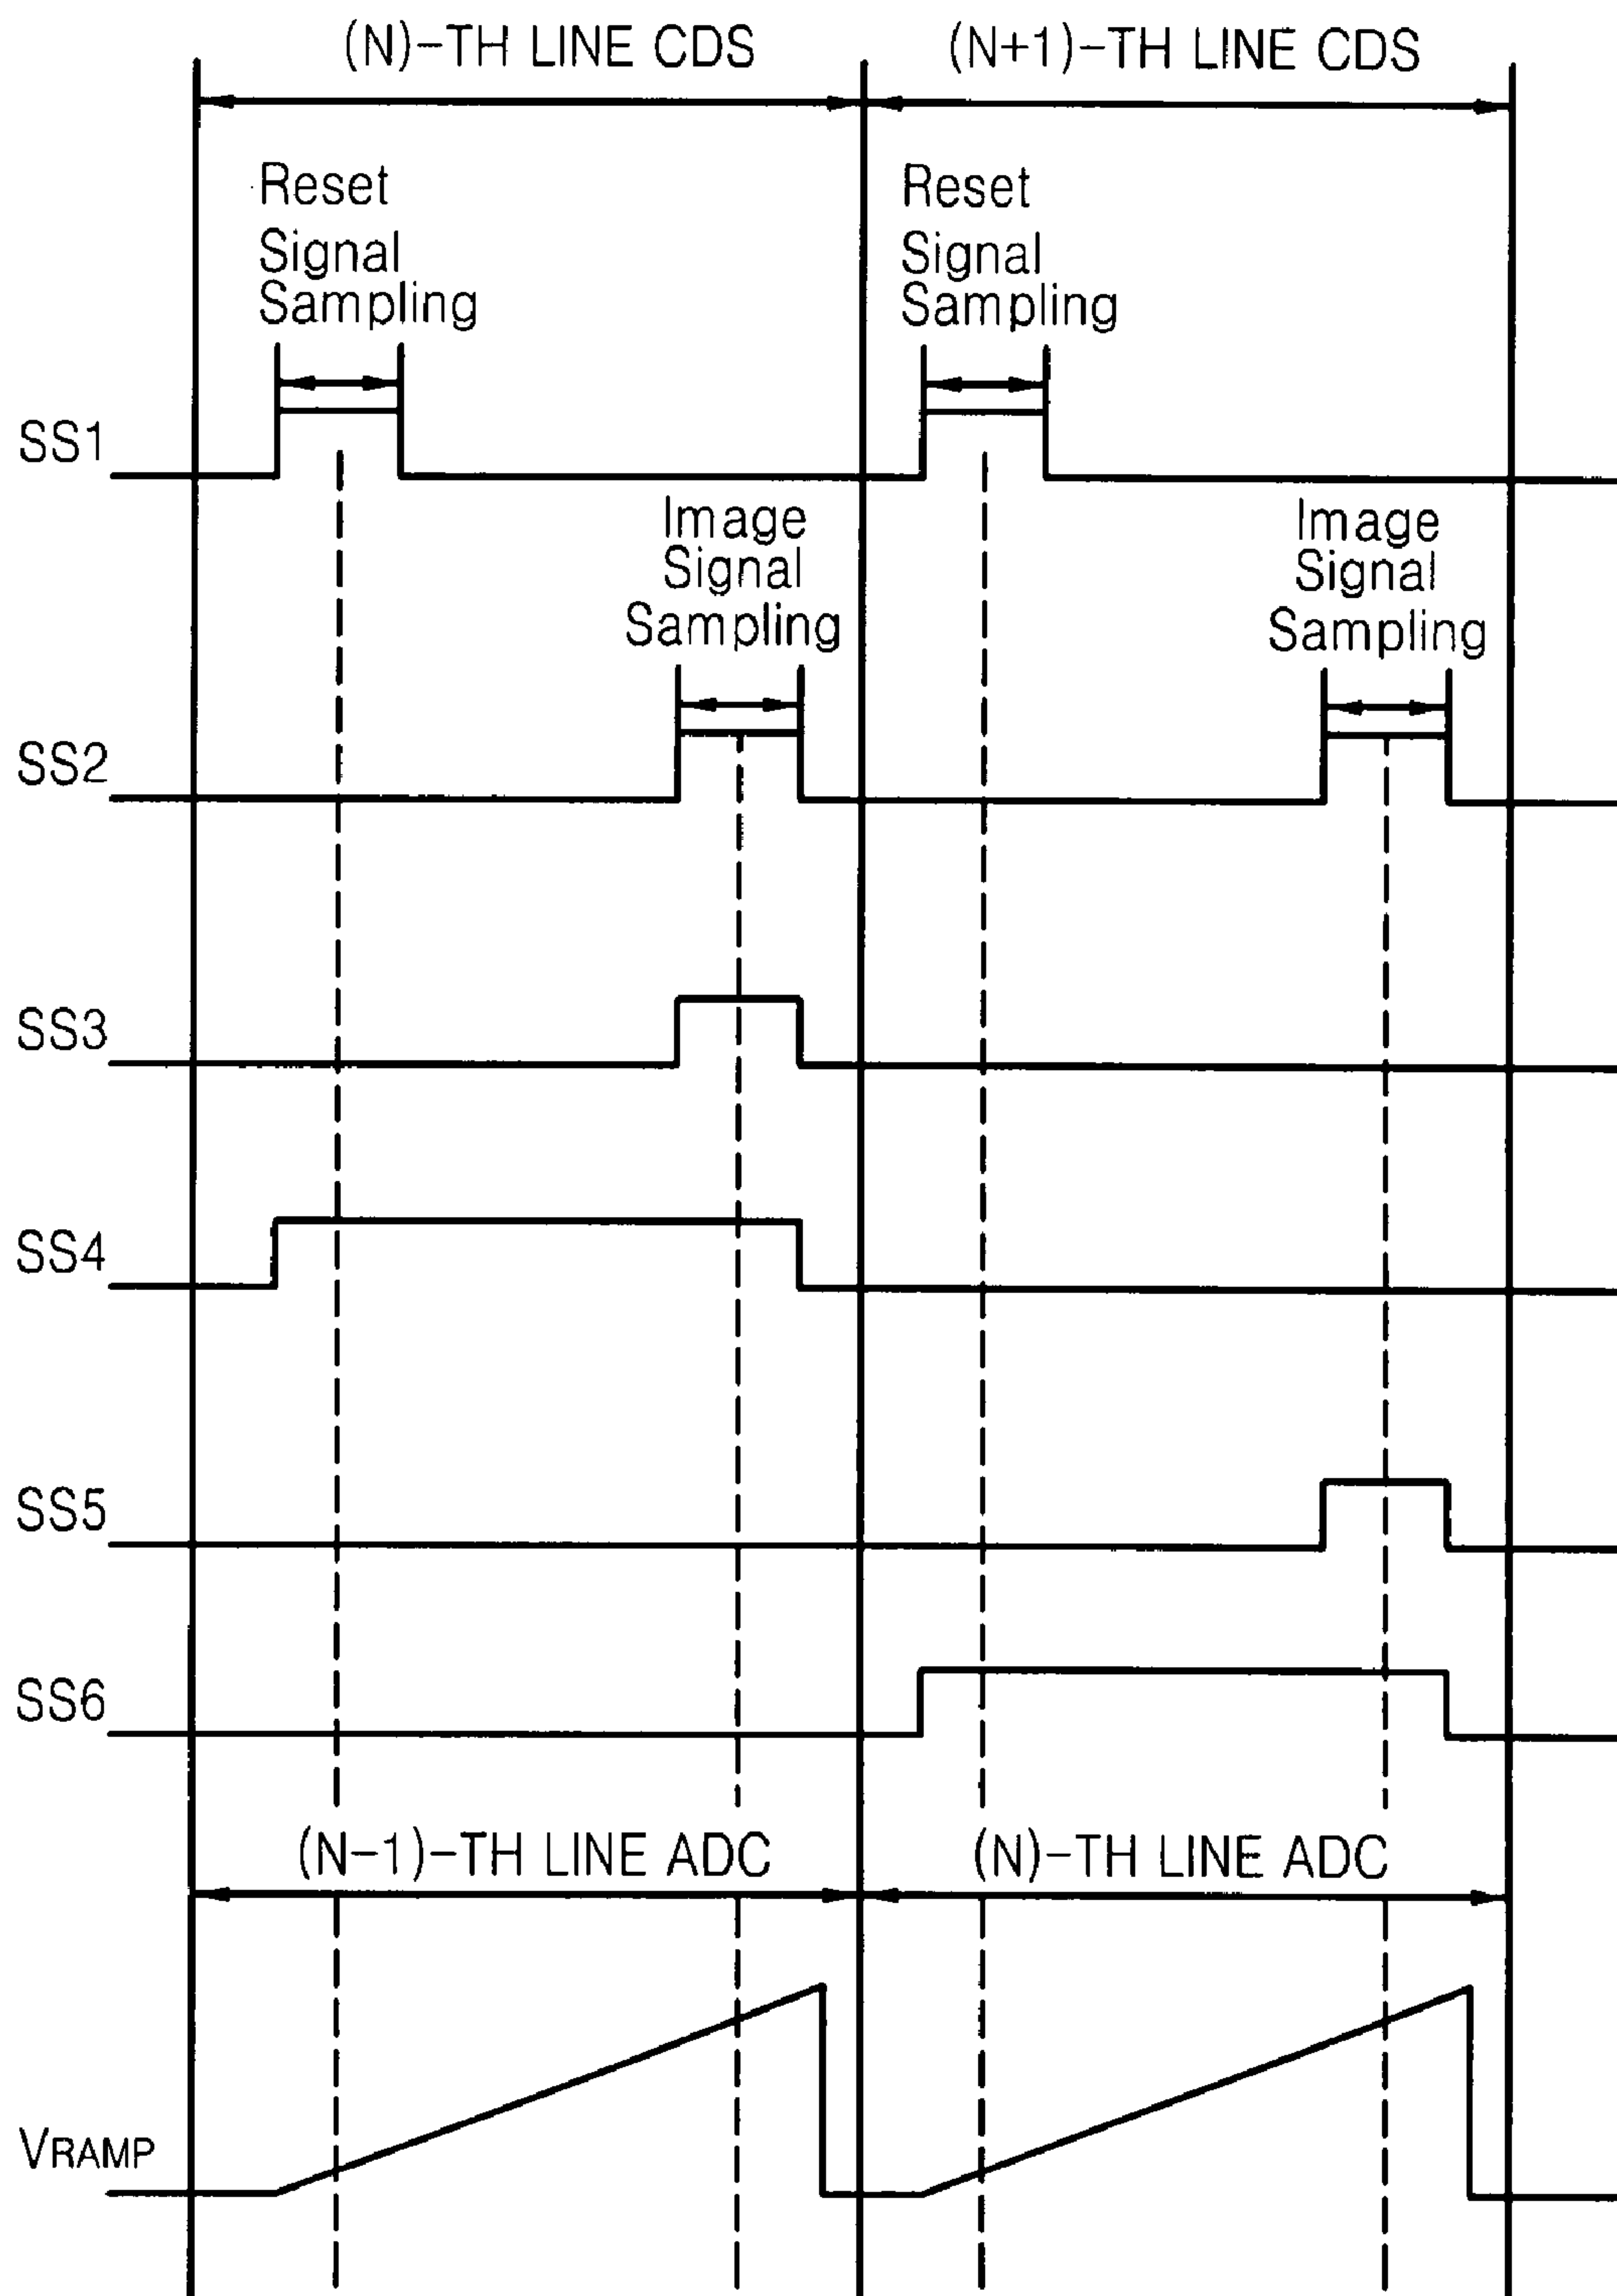 (N)-TH LINE CDS
(N+1)-TH LINE CDS
Reset
Signal
Sampling
Reset
Signal
Sampling
SS1
Image
Signal
Sampling
Image
Signal
Sampling
SS2
SS3
SS4
SS5
SS6
(N-1)-TH LINE ADC
(N)-TH LINE ADC
VRAMP